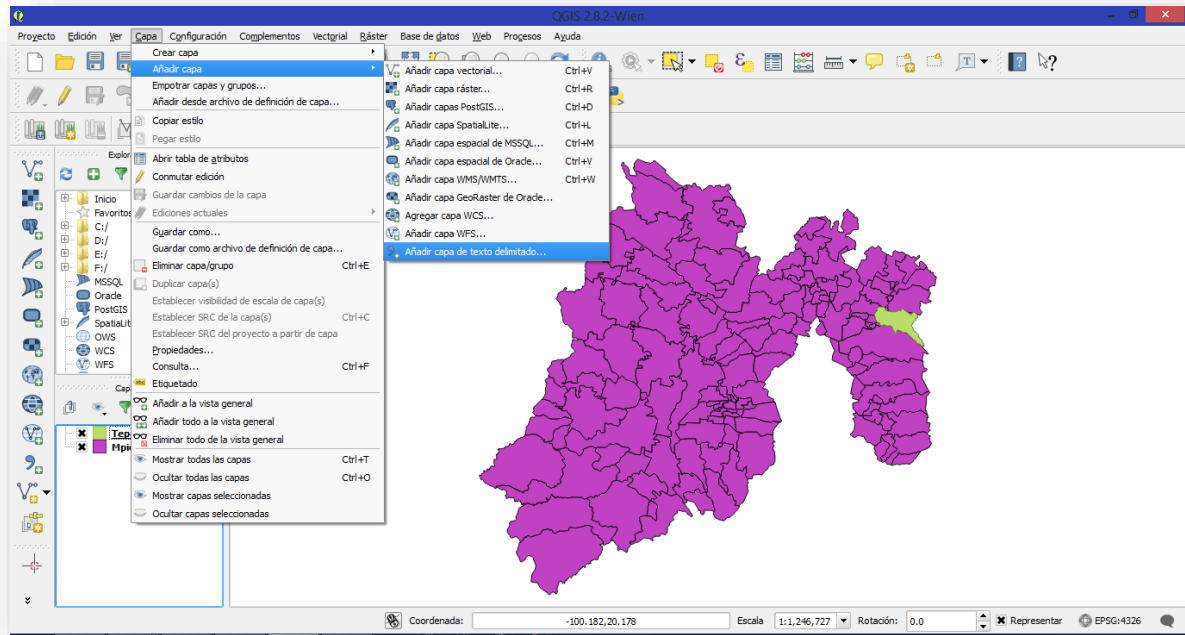 QGIS 2.8.2-Wien
Proyecto Edición Ver Capa Configuración Complementos Vectorial Ráster Base de datos Web Procesos Ayuda
Crear capa
Añadir capa
Empotrar capas y grupos...
Añadir desde archivo de definición de capa...
Copiar estilo
Pegar estilo
Abrir tabla de atributos
Conmutar edición
Guardar cambios de la capa
Ediciones actuales
Guardar como...
Guardar como archivo de definición de capa...
Eliminar capa/grupo Ctrl+E
Duplicar capa(s)
Establecer visibilidad de escala de capa(s)
Establecer SRC de la capa(s) Ctrl+C
Establecer SRC del proyecto a partir de capa
Propiedades...
Consulta... Ctrl+F
Etiquetado
Añadir a la vista general
Añadir todo a la vista general
Eliminar todo de la vista general
Mostrar todas las capas Ctrl+T
Ocultar todas las capas Ctrl+O
Mostrar capas seleccionadas
Ocultar capas seleccionadas
Añadir capa vectorial... Ctrl+V
Añadir capa ráster... Ctrl+R
Añadir capas PostGIS... Ctrl+D
Añadir capa SpatiaLite... Ctrl+L
Añadir capa espacial de MSSQL... Ctrl+M
Añadir capa espacial de Oracle... Ctrl+V
Añadir capa WMS/WMTS... Ctrl+W
Añadir capa GeoRaster de Oracle...
Agregar capa WCS...
Añadir capa WFS...
Añadir capa de texto delimitado...
Explor
Inicio
Favoritos
C:/
D:/
E:/
F:/
MSSQL
Oracle
PostGIS
SpatiaLit
OWS
WCS
WFS
Cap
Tep
Mpi
Coordenada: -100.182,20.178 Escala 1:1,246,727 Rotación: 0.0 Representar EPSG:4326